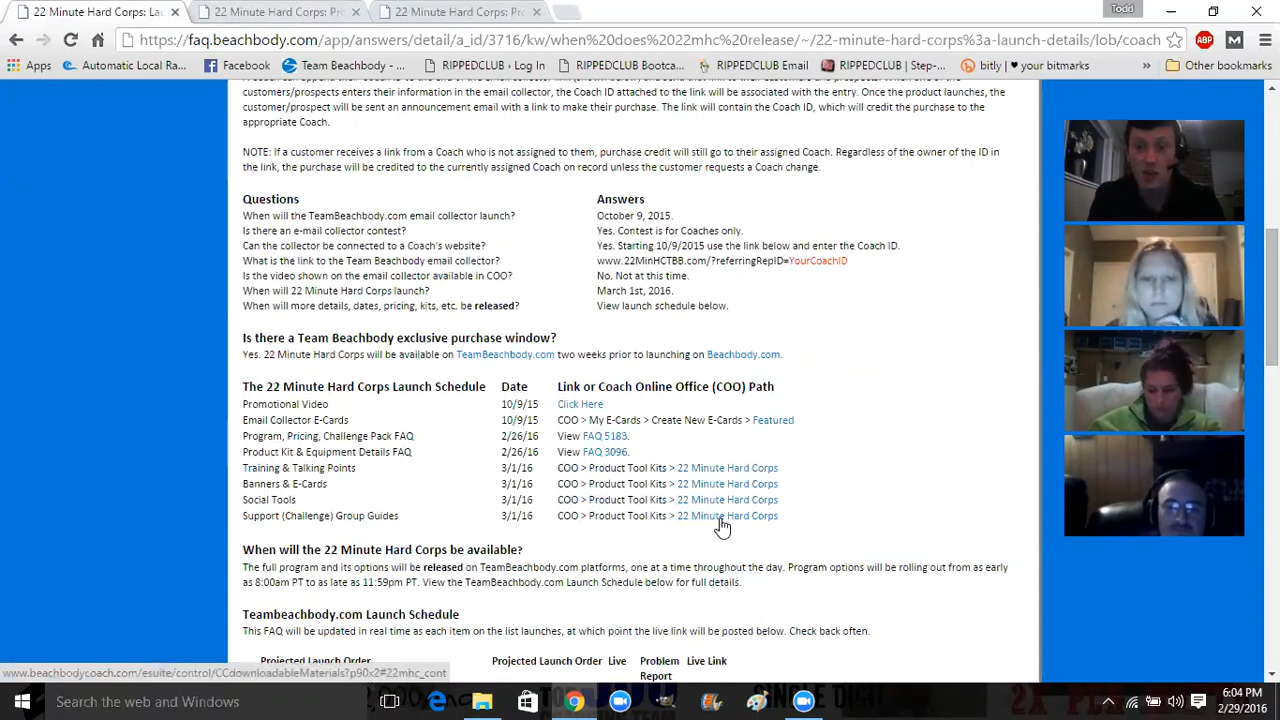 Todd
22 Minute Hard Corps: La
22 Minute Hard Corps: Pr
22 Minute Hard Corps: Pr
https://faq.beachbody.com/app/answers/detail/a_id/3716/kw/when%20does%2022mhc%20release/~/22-minute-hard-corps%3a-launch-details/lob/coach
Apps Automatic Local Ra... Facebook Team Beachbody - ... RIPPEDCLUB › Log In RIPPEDCLUB Bootca... RIPPEDCLUB Email RIPPEDCLUB | Step-... bitly | ♥ your bitmarks » Other bookmarks
customers/prospects enters their information in the email collector, the Coach ID attached to the link will be associated with the entry. Once the product launches, the
customer/prospect will be sent an announcement email with a link to make their purchase. The link will contain the Coach ID, which will credit the purchase to the
appropriate Coach.
NOTE: If a customer receives a link from a Coach who is not assigned to them, purchase credit will still go to their assigned Coach. Regardless of the owner of the ID in
the link, the purchase will be credited to the currently assigned Coach on record unless the customer requests a Coach change.
Questions Answers
When will the TeamBeachbody.com email collector launch? October 9, 2015.
Is there an e-mail collector contest? Yes. Contest is for Coaches only.
Can the collector be connected to a Coach's website? Yes. Starting 10/9/2015 use the link below and enter the Coach ID.
What is the link to the Team Beachbody email collector? www.22MinHCTBB.com/?referringRepID=YourCoachID
Is the video shown on the email collector available in COO? No. Not at this time.
When will 22 Minute Hard Corps launch? March 1st, 2016.
When will more details, dates, pricing, kits, etc. be released? View launch schedule below.
Is there a Team Beachbody exclusive purchase window?
Yes. 22 Minute Hard Corps will be available on TeamBeachbody.com two weeks prior to launching on Beachbody.com.
The 22 Minute Hard Corps Launch Schedule Date Link or Coach Online Office (COO) Path
Promotional Video 10/9/15 Click Here
Email Collector E-Cards 10/9/15 COO > My E-Cards > Create New E-Cards > Featured
Program, Pricing, Challenge Pack FAQ 2/26/16 View FAQ 5183.
Product Kit & Equipment Details FAQ 2/26/16 View FAQ 3096.
Training & Talking Points 3/1/16 COO > Product Tool Kits > 22 Minute Hard Corps
Banners & E-Cards 3/1/16 COO > Product Tool Kits > 22 Minute Hard Corps
Social Tools 3/1/16 COO > Product Tool Kits > 22 Minute Hard Corps
Support (Challenge) Group Guides 3/1/16 COO > Product Tool Kits > 22 Minute Hard Corps
When will the 22 Minute Hard Corps be available?
The full program and its options will be released on TeamBeachbody.com platforms, one at a time throughout the day. Program options will be rolling out from as early
as 8:00am PT to as late as 11:59pm PT. View the TeamBeachbody.com Launch Schedule below for full details.
Teambeachbody.com Launch Schedule
This FAQ will be updated in real time as each item on the list launches, at which point the live link will be posted below. Check back often.
Projected Launch Order Projected Launch Order Live Problem Live Link
Report
www.beachbodycoach.com/esuite/control/CCdownloadableMaterials?p90x2#22mhc_cont
Search the web and Windows
6:04 PM
2/29/2016